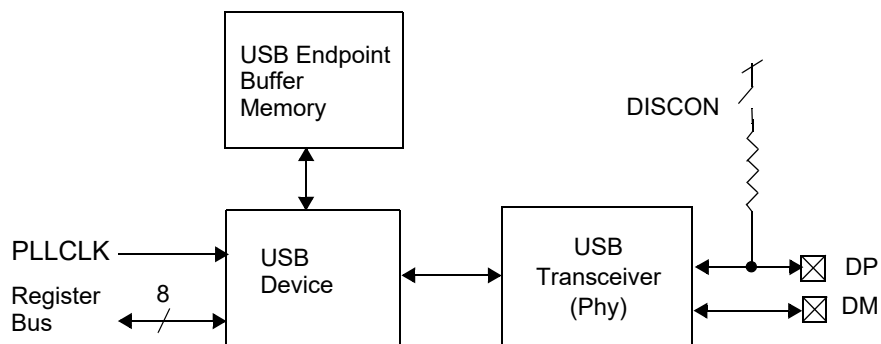 USB Endpoint
Buffer
Memory
DISCON
PLLCLK
Register
Bus
8
USB
Device
USB
Transceiver
(Phy)
DP
DM